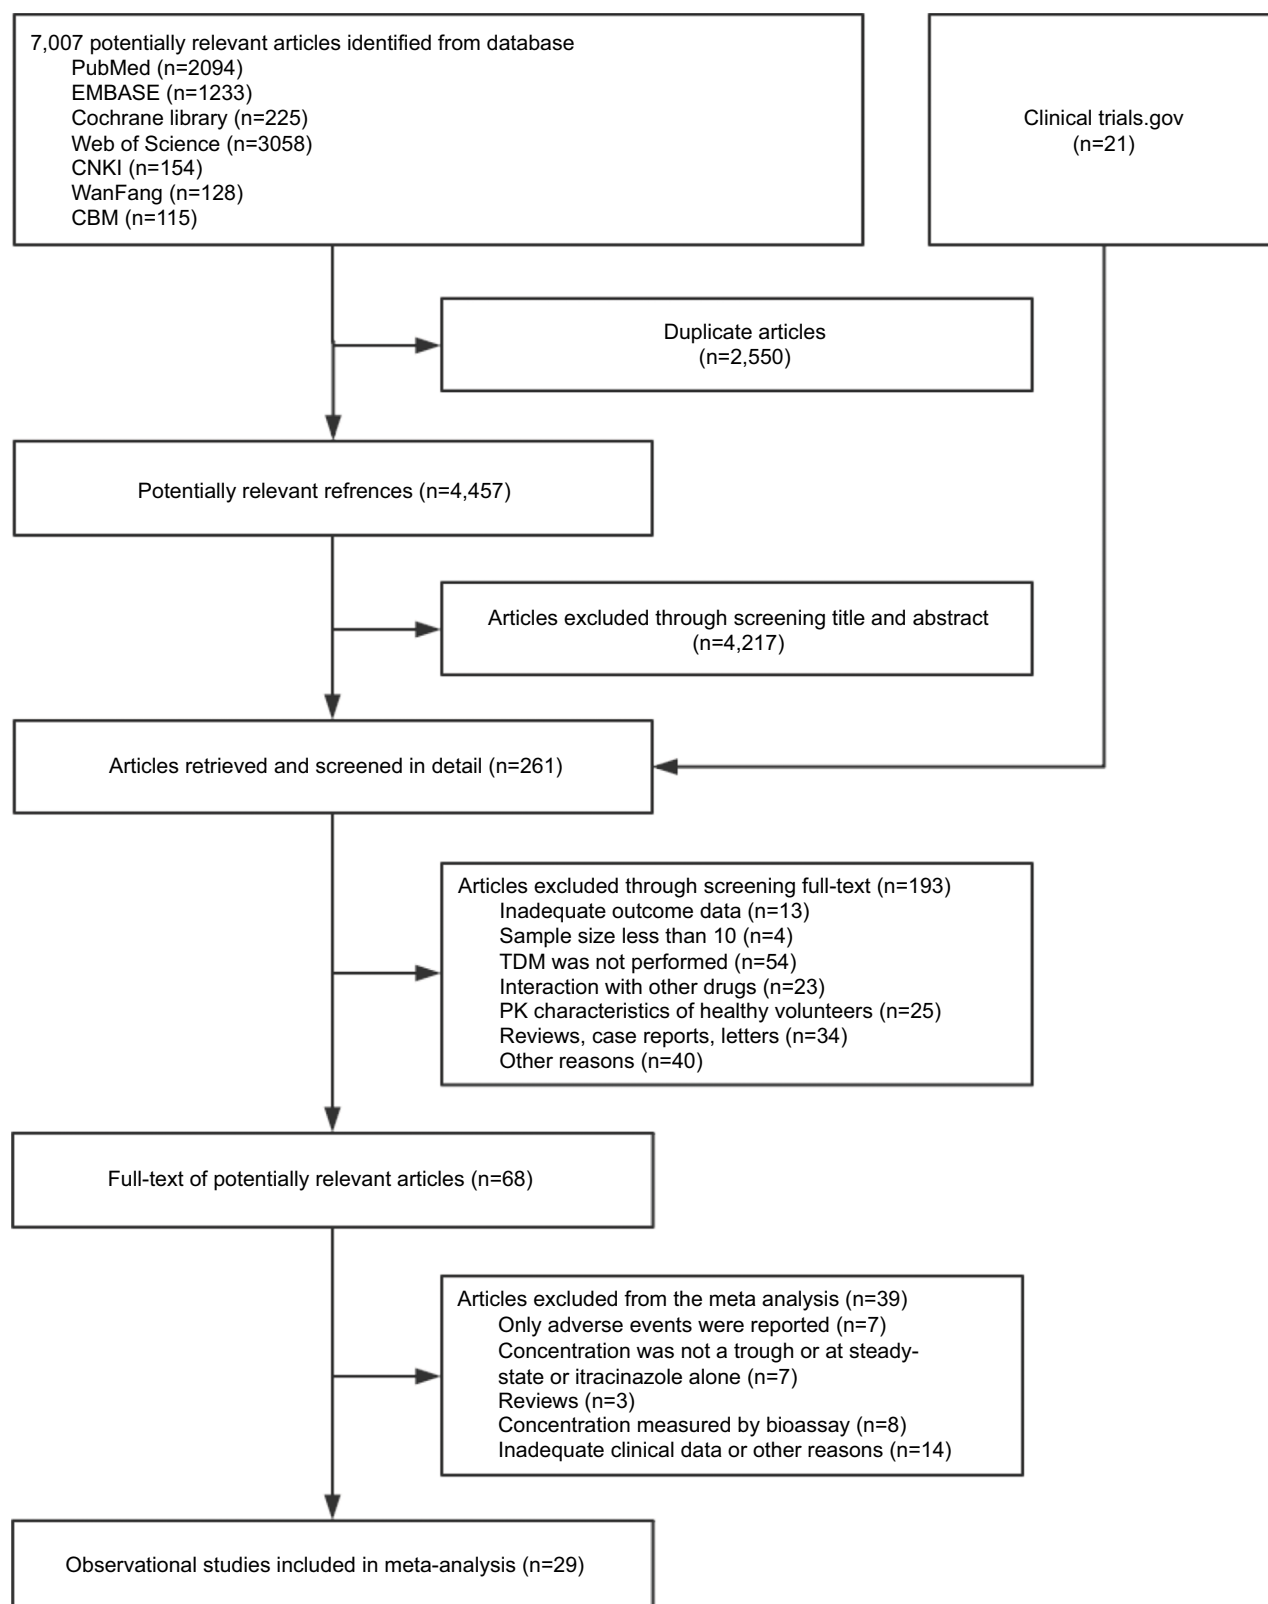 7,007 potentially relevant articles identified from database
PubMed (n=2094)
EMBASE (n=1233)
Cochrane library (n=225)
Web of Science (n=3058)
CNKI (n=154)
WanFang (n=128)
CBM (n=115)
Clinical trials.gov
(n=21)
Duplicate articles
(n=2,550)
Potentially relevant refrences (n=4,457)
Articles excluded through screening title and abstract
(n=4,217)
Articles retrieved and screened in detail (n=261)
Articles excluded through screening full-text (n=193)
Inadequate outcome data (n=13)
Sample size less than 10 (n=4)
TDM was not performed (n=54)
Interaction with other drugs (n=23)
PK characteristics of healthy volunteers (n=25)
Reviews, case reports, letters (n=34)
Other reasons (n=40)
Full-text of potentially relevant articles (n=68)
Articles excluded from the meta analysis (n=39)
Only adverse events were reported (n=7)
Concentration was not a trough or at steady-
state or itracinazole alone (n=7)
Reviews (n=3)
Concentration measured by bioassay (n=8)
Inadequate clinical data or other reasons (n=14)
Observational studies included in meta-analysis (n=29)